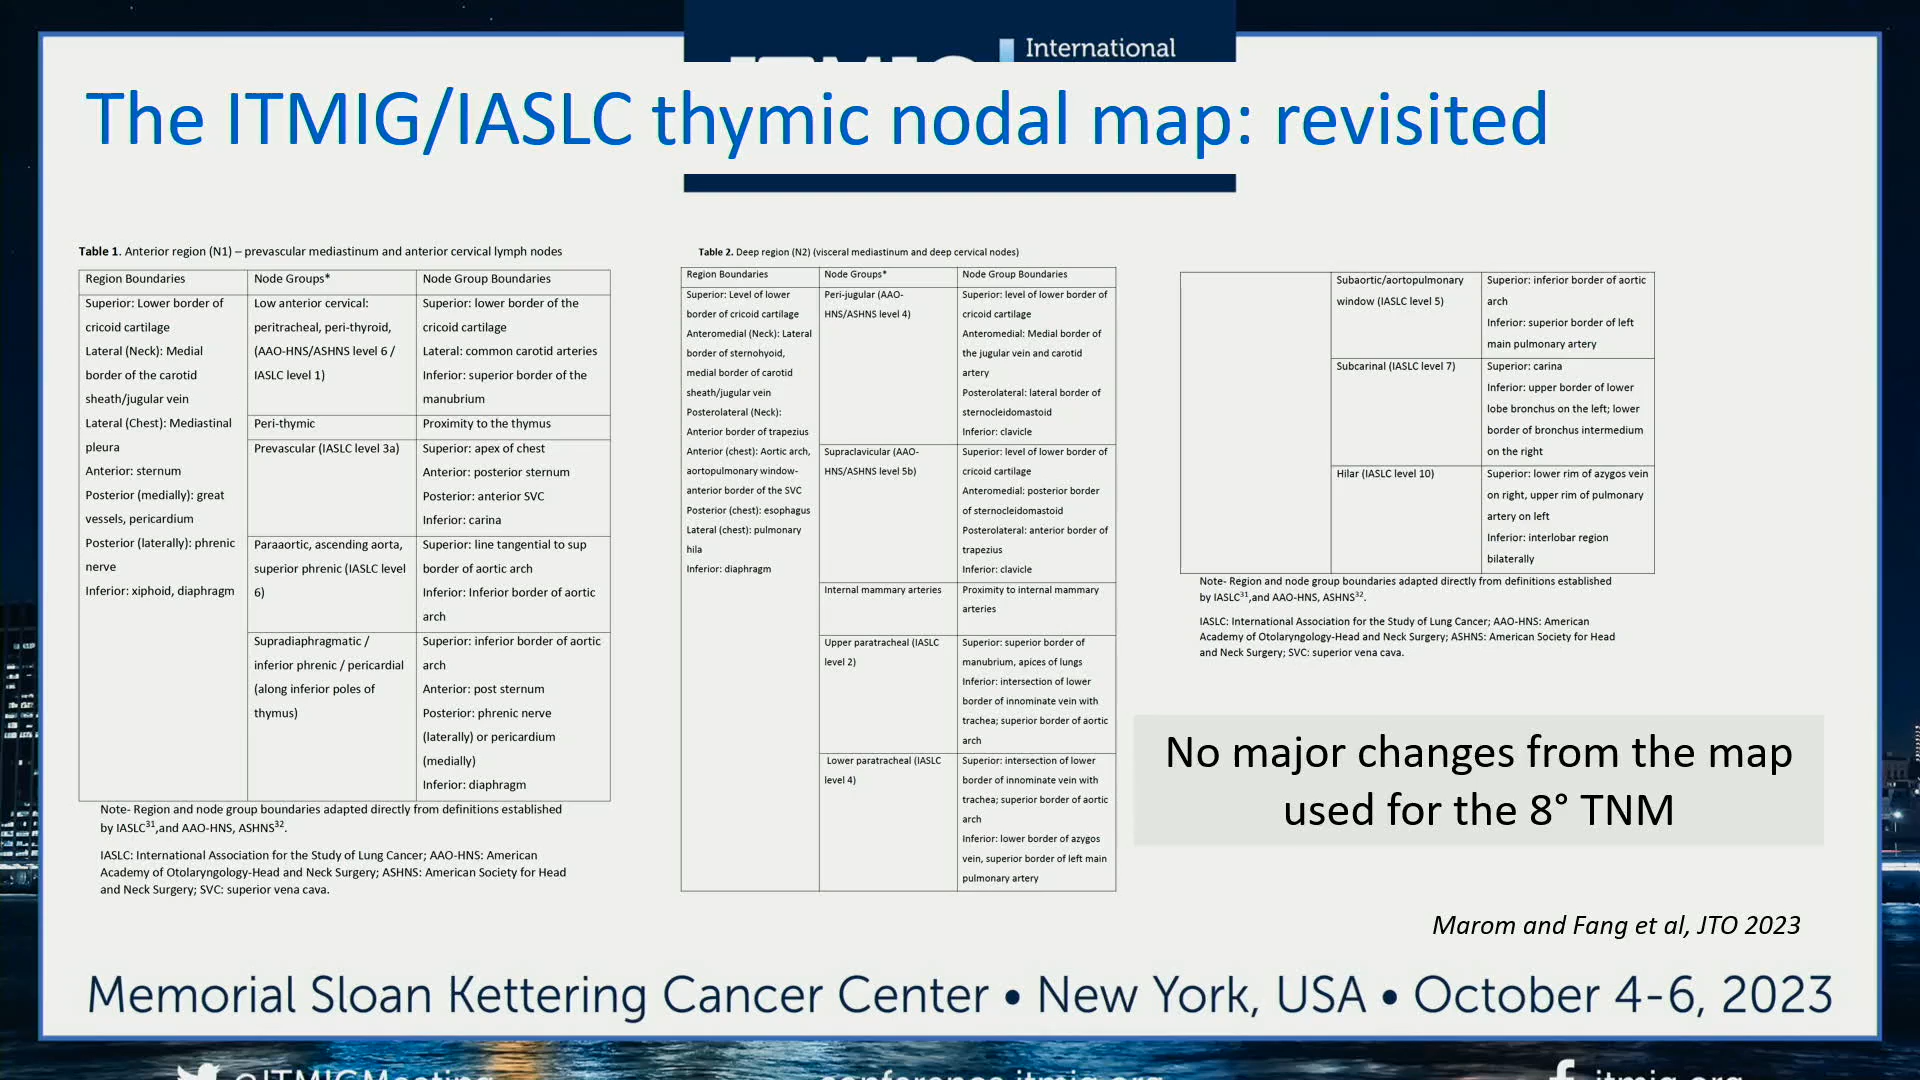 International
The ITMIG/IASLC thymic nodal map: revisited
Table 1. Anterior region (N1) – prevascular mediastinum and anterior cervical lymph nodes
Region Boundaries
Node Groups*
Node Group Boundaries
Superior: Lower border of
cricoid cartilage
Lateral (Neck): Medial
border of the carotid
sheath/jugular vein
Lateral (Chest): Mediastinal
pleura
Anterior: sternum
Posterior (medially): great
vessels, pericardium
Posterior (laterally): phrenic
nerve
Inferior: xiphoid, diaphragm
Low anterior cervical:
peritracheal, peri-thyroid,
(AAO-HNS/ASHNS level 6 /
IASLC level 1)
Superior: lower border of the
cricoid cartilage
Lateral: common carotid arteries
Inferior: superior border of the
manubrium
Peri-thymic
Proximity to the thymus
Prevascular (IASLC level 3a)
Superior: apex of chest
Anterior: posterior sternum
Posterior: anterior SVC
Inferior: carina
Paraaortic, ascending aorta,
superior phrenic (IASLC level
6)
Superior: line tangential to sup
border of aortic arch
Inferior: Inferior border of aortic
arch
Supradiaphragmatic /
inferior phrenic / pericardial
(along inferior poles of
thymus)
Superior: inferior border of aortic
arch
Anterior: post sternum
Posterior: phrenic nerve
(laterally) or pericardium
(medially)
Inferior: diaphragm
Note- Region and node group boundaries adapted directly from definitions established
by IASLC31,and AAO-HNS, ASHNS32.
IASLC: International Association for the Study of Lung Cancer; AAO-HNS: American
Academy of Otolaryngology-Head and Neck Surgery; ASHNS: American Society for Head
and Neck Surgery; SVC: superior vena cava.
Table 2. Deep region (N2) (visceral mediastinum and deep cervical nodes)
Region Boundaries
Node Groups*
Node Group Boundaries
Superior: Level of lower
border of cricoid cartilage
Anteromedial (Neck): Lateral
border of sternohyoid,
medial border of carotid
sheath/jugular vein
Posterolateral (Neck):
Anterior border of trapezius
Anterior (chest): Aortic arch,
aortopulmonary window-
anterior border of the SVC
Posterior (chest): esophagus
Lateral (chest): pulmonary
hila
Inferior: diaphragm
Peri-jugular (AAO-
HNS/ASHNS level 4)
Superior: level of lower border of
cricoid cartilage
Anteromedial: Medial border of
the jugular vein and carotid
artery
Posterolateral: lateral border of
sternocleidomastoid
Inferior: clavicle
Supraclavicular (AAO-
HNS/ASHNS level 5b)
Superior: level of lower border of
cricoid cartilage
Anteromedial: posterior border
of sternocleidomastoid
Posterolateral: anterior border of
trapezius
Inferior: clavicle
Internal mammary arteries
Proximity to internal mammary
arteries
Upper paratracheal (IASLC
level 2)
Superior: superior border of
manubrium, apices of lungs
Inferior: intersection of lower
border of innominate vein with
trachea; superior border of aortic
arch
Lower paratracheal (IASLC
level 4)
Superior: intersection of lower
border of innominate vein with
trachea; superior border of aortic
arch
Inferior: lower border of azygos
vein, superior border of left main
pulmonary artery
Subaortic/aortopulmonary
window (IASLC level 5)
Superior: inferior border of aortic
arch
Inferior: superior border of left
main pulmonary artery
Subcarinal (IASLC level 7)
Superior: carina
Inferior: upper border of lower
lobe bronchus on the left; lower
border of bronchus intermedium
on the right
Hilar (IASLC level 10)
Superior: lower rim of azygos vein
on right, upper rim of pulmonary
artery on left
Inferior: interlobar region
bilaterally
Note- Region and node group boundaries adapted directly from definitions established
by IASLC31,and AAO-HNS, ASHNS32.
IASLC: International Association for the Study of Lung Cancer; AAO-HNS: American
Academy of Otolaryngology-Head and Neck Surgery; ASHNS: American Society for Head
and Neck Surgery; SVC: superior vena cava.
No major changes from the map
used for the 8° TNM
Marom and Fang et al, JTO 2023
Memorial Sloan Kettering Cancer Center • New York, USA • October 4-6, 2023
@ITMIGMeeting
conference.itmig.org
itmig.org